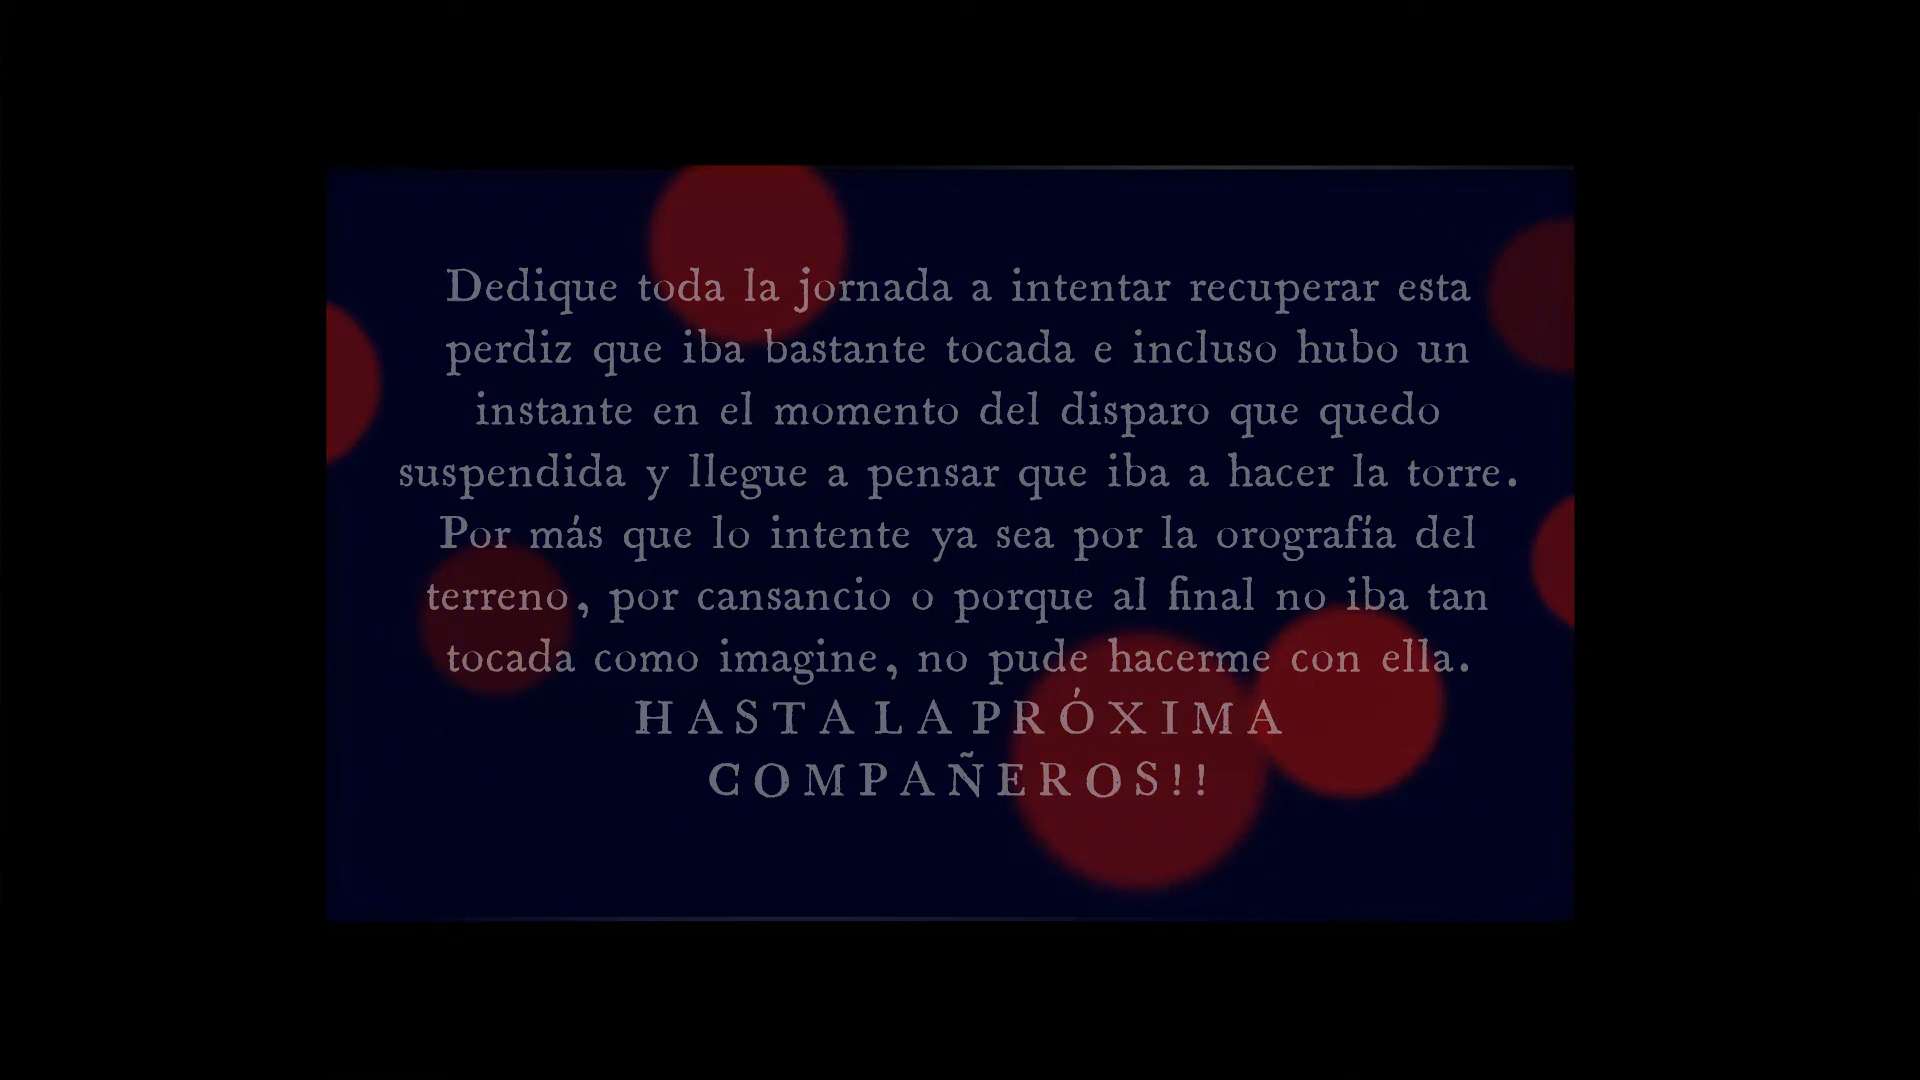 Dedique toda la jornada a intentar recuperar esta
perdiz que iba bastante tocada e incluso hubo un
instante en el momento del disparo que quedo
suspendida y llegue a pensar que iba a hacer la torre.
Por más que lo intente ya sea por la orografía del
terreno, por cansancio o porque al final no iba tan
tocada como imagine, no pude hacerme con ella.
HASTA LA PRÓXIMA
COMPAÑEROS!!